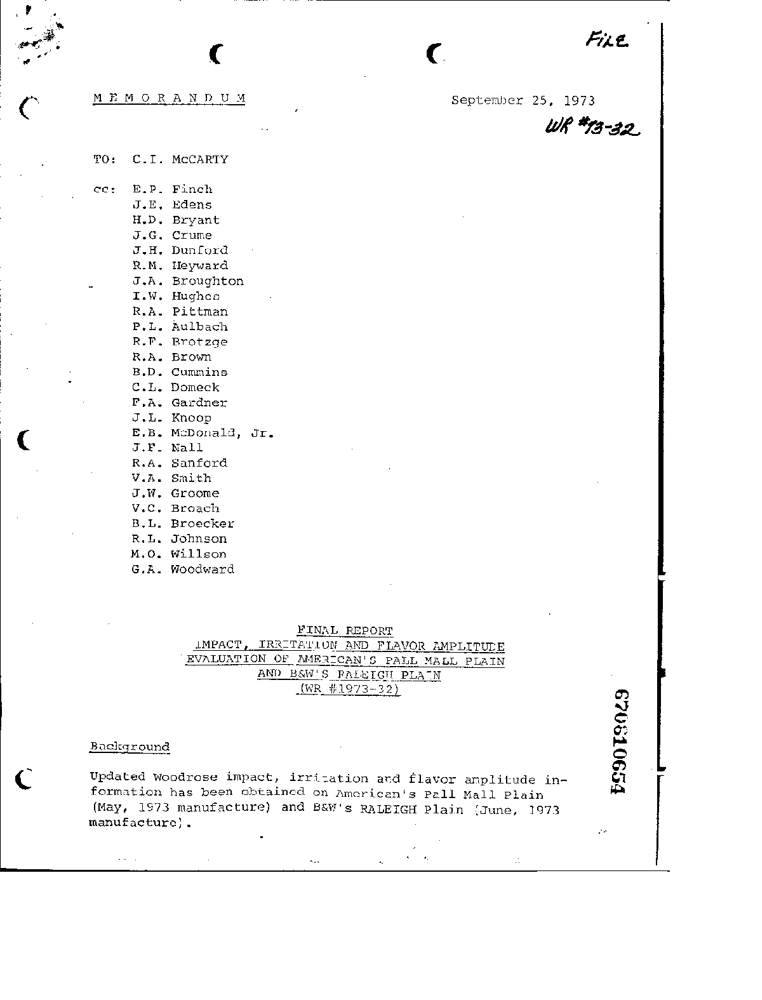 FILE
MEMORANDUM
September 25, 1973
WR #73-32
TO: C.I. McCARTY
cc: E.P. Finch
J.E. Edens
H.D. Bryant
J.G. Crume
J.H. Dunford
R.M. Heyward
J.A. Broughton
I.W. Hughes
R.A. Pittman
P.L. Aulbach
R.F. Brotzge
R.A. Brown
B.D. Cummins
C.L. Domeck
F.A. Gardner
J.L. Knoop
E.B. McDonald, Jr.
J.F. Nall
R.A. Sanford
V.A. Smith
J.W. Groome
V.C. Broach
B.L. Broecker
R.L. Johnson
M.O. Willson
G.A. Woodward
FINAL REPORT
IMPACT, IRRITATION AND FLAVOR AMPLITUDE
EVALUATION OF AMERICAN'S PALL MALL PLAIN
AND B&W'S RALEIGH PLAIN
(WR #1973-32)
Background
Updated Woodrose impact, irritation and flavor amplitude in-
formation has been obtained on American's Pall Mall Plain
(May, 1973 manufacture) and B&W's RALEIGH Plain (June, 1973
manufacture).
670610654